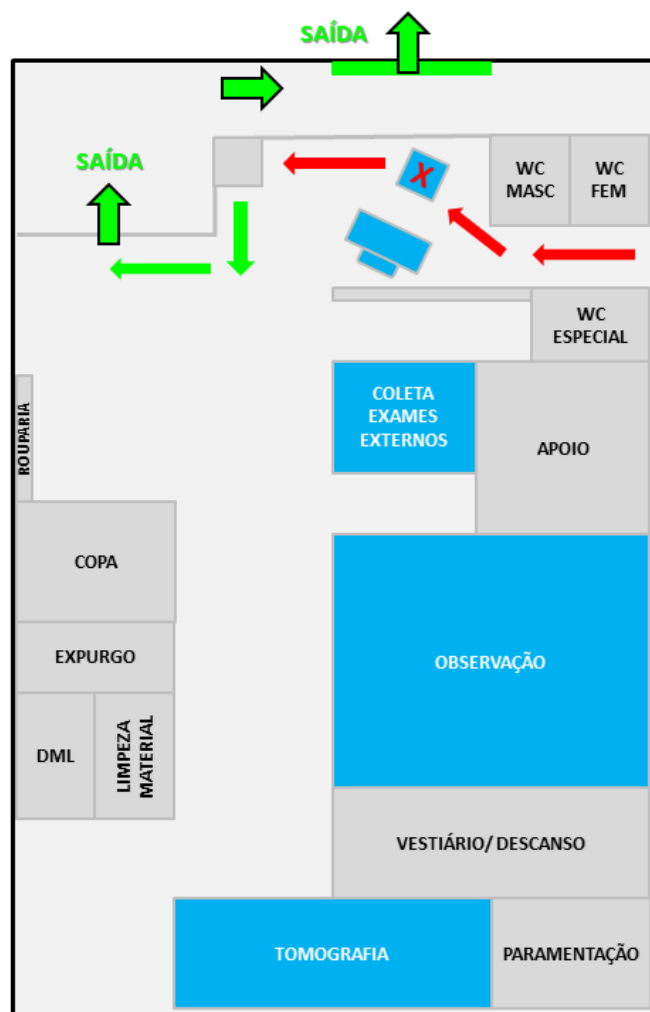 SAÍDA
SAÍDA
X
WC
MASC
WC
FEM
WC
ESPECIAL
COLETA
EXAMES
EXTERNOS
APOIO
ROUPARIA
COPA
EXPURGO
OBSERVAÇÃO
DML
LIMPEZA
MATERIAL
VESTIÁRIO/ DESCANSO
TOMOGRAFIA
PARAMENTAÇÃO